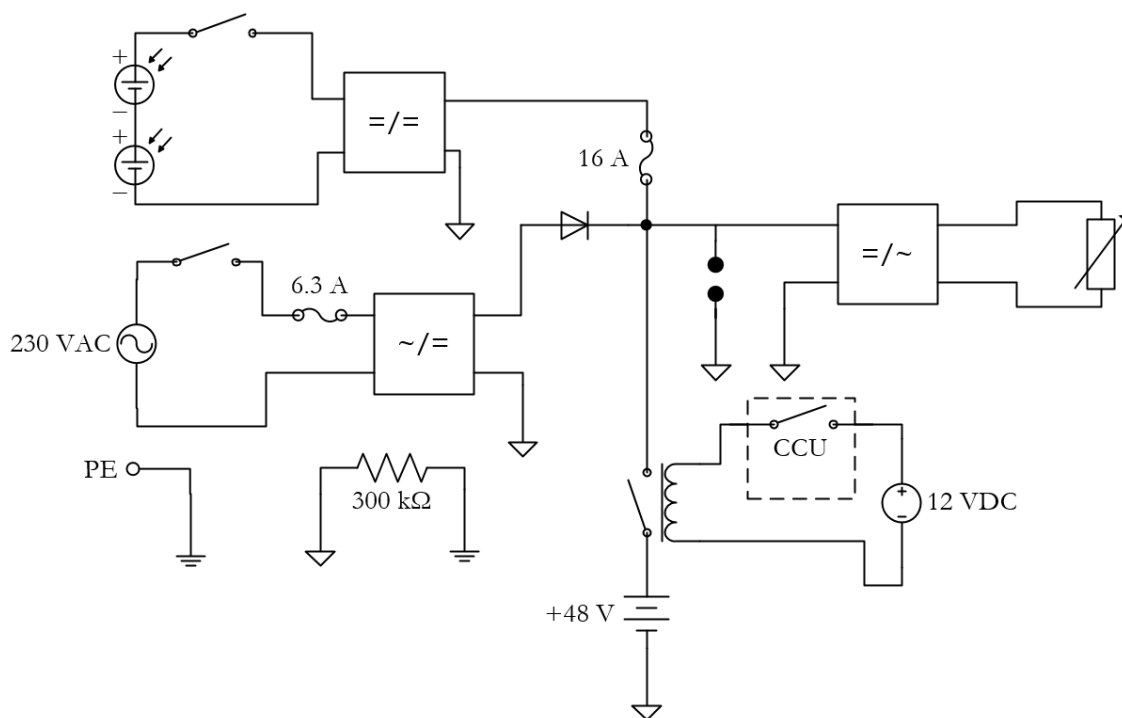 +
−
+
−
=/=
16 A
6.3 A
=/~
230 VAC
~/=
CCU
PE
300 kΩ
+
−
12 VDC
+48 V